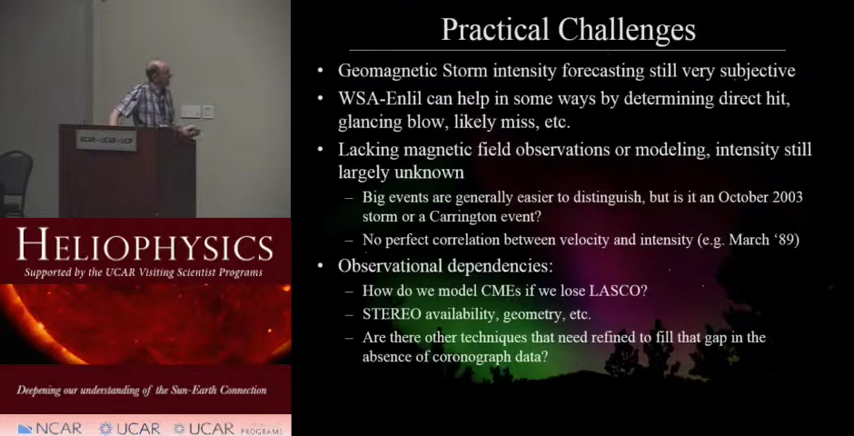 Practical Challenges
• Geomagnetic Storm intensity forecasting still very subjective
• WSA-Enlil can help in some ways by determining direct hit,
glancing blow, likely miss, etc.
• Lacking magnetic field observations or modeling, intensity still
largely unknown
– Big events are generally easier to distinguish, but is it an October 2003
storm or a Carrington event?
– No perfect correlation between velocity and intensity (e.g. March ‘89)
• Observational dependencies:
– How do we model CMEs if we lose LASCO?
– STEREO availability, geometry, etc.
– Are there other techniques that need refined to fill that gap in the
absence of coronograph data?
NCAR • UCAR • UCP
HELIOPHYSICS
Supported by the UCAR Visiting Scientist Programs
Deepening our understanding of the Sun-Earth Connection
NCAR UCAR UCAR PROGRAMS